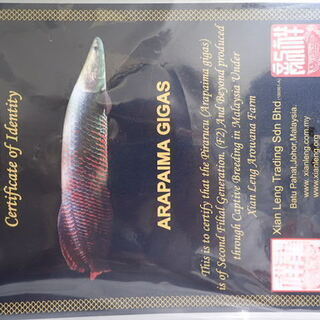 Certificate of Identity
ARAPAIMA GIGAS
This is to certify that the Pirarucu (Arapaima gigas)
is of Second Filial Generation, (F2) And Beyond produced
through Captive Breeding in Malaysia Under
Xian Leng Arowana Farm
Xian Leng Trading Sdn Bhd
Batu Pahat, Johor, Malaysia.
www.xianleng.com.my
www.xianleng.org